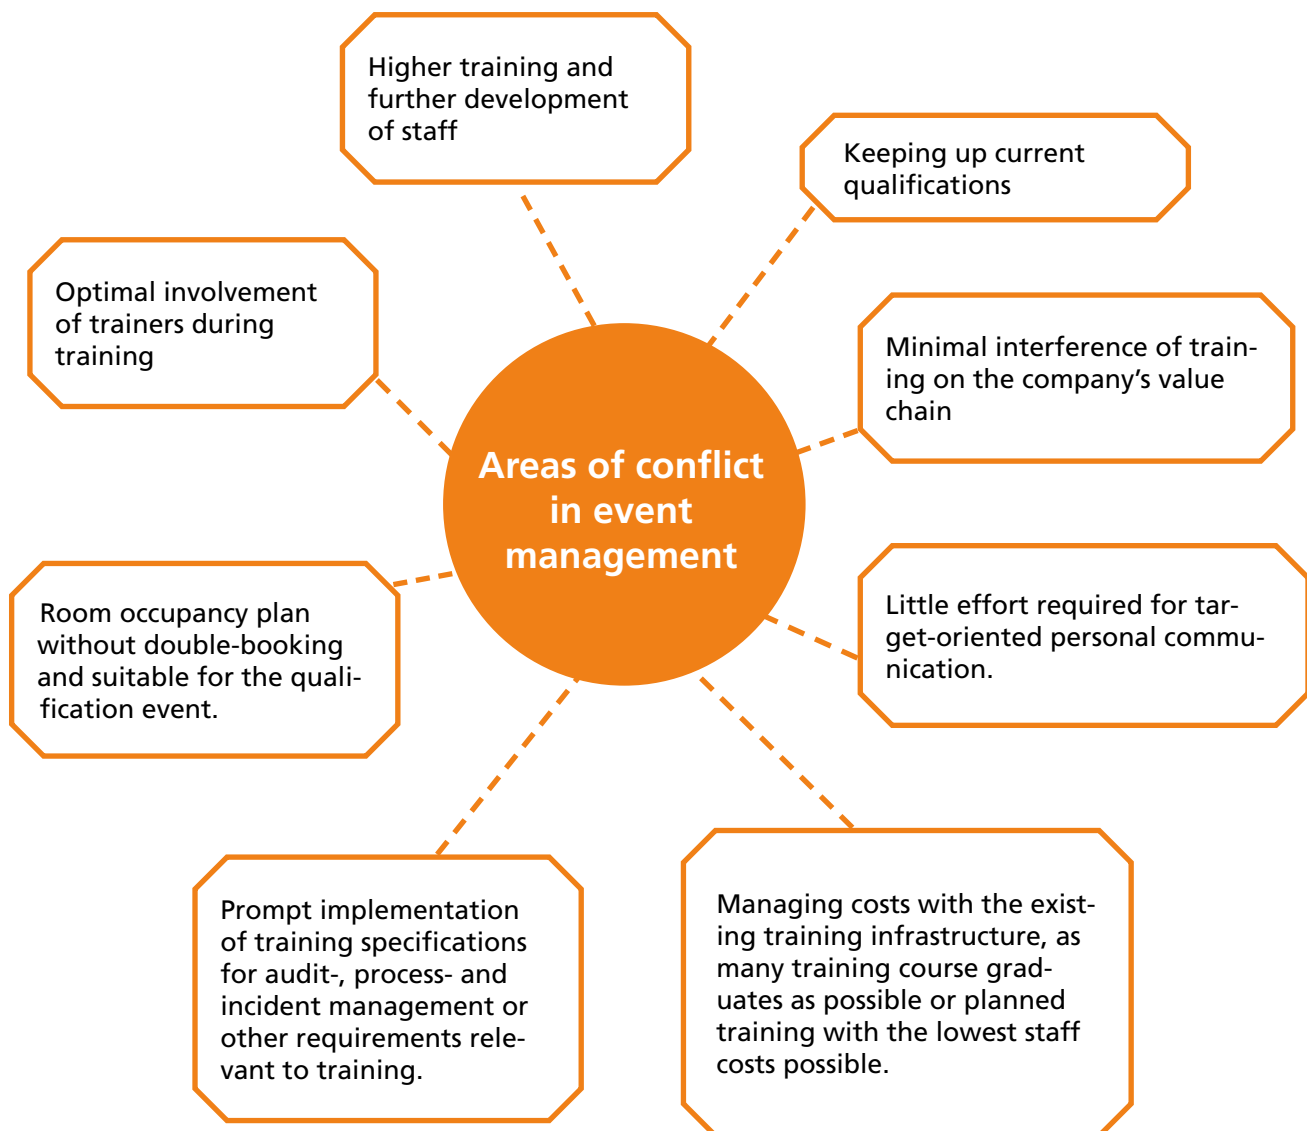 Higher training and
further development
of staff
Keeping up current
qualifications
Optimal involvement
of trainers during
training
Minimal interference of train-
ing on the company’s value
chain
Areas of conflict
in event
management
Room occupancy plan
without double-booking
and suitable for the quali-
fication event.
Little effort required for tar-
get-oriented personal commu-
nication.
Prompt implementation
of training specifications
for audit-, process- and
incident management or
other requirements rele-
vant to training.
Managing costs with the exist-
ing training infrastructure, as
many training course grad-
uates as possible or planned
training with the lowest staff
costs possible.